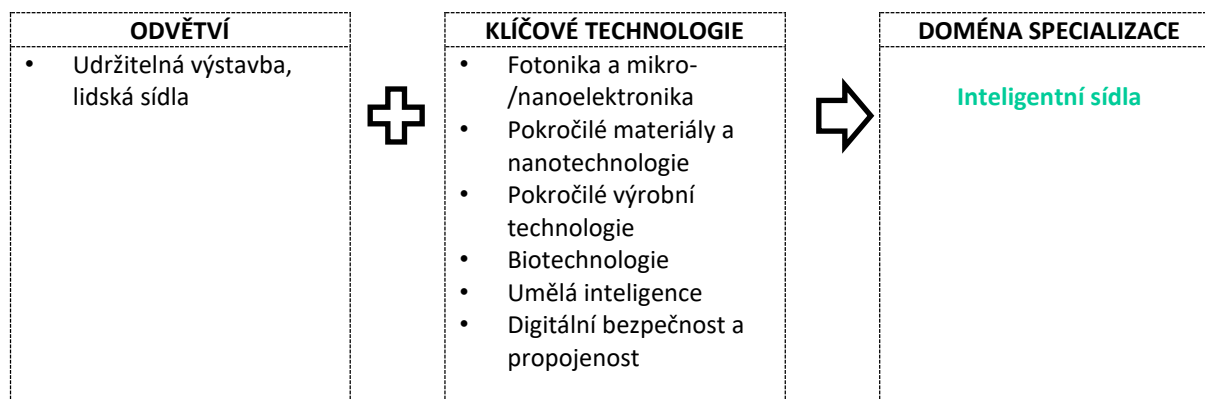 ODVĚTVÍ
• Udržitelná výstavba,
lidská sídla
KLÍČOVÉ TECHNOLOGIE
• Fotonika a mikro-
/nanoelektronika
• Pokročilé materiály a
nanotechnologie
• Pokročilé výrobní
technologie
• Biotechnologie
• Umělá inteligence
• Digitální bezpečnost a
propojenost
DOMÉNA SPECIALIZACE
Inteligentní sídla